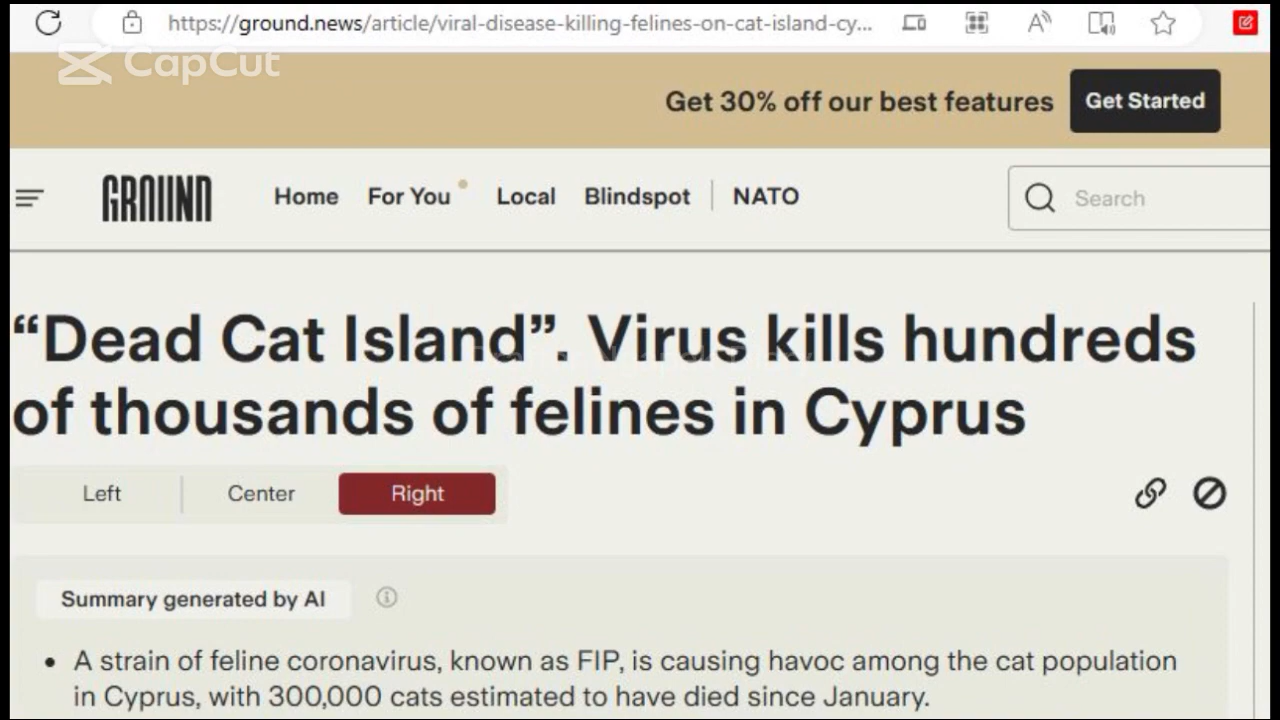 https://ground.news/article/viral-disease-killing-felines-on-cat-island-cy...
CapCut
Get 30% off our best features
Get Started
GROUND
Home For You Local Blindspot NATO
Search
“Dead Cat Island”. Virus kills hundreds
of thousands of felines in Cyprus
Left Center Right
Summary generated by AI
• A strain of feline coronavirus, known as FIP, is causing havoc among the cat population
in Cyprus, with 300,000 cats estimated to have died since January.